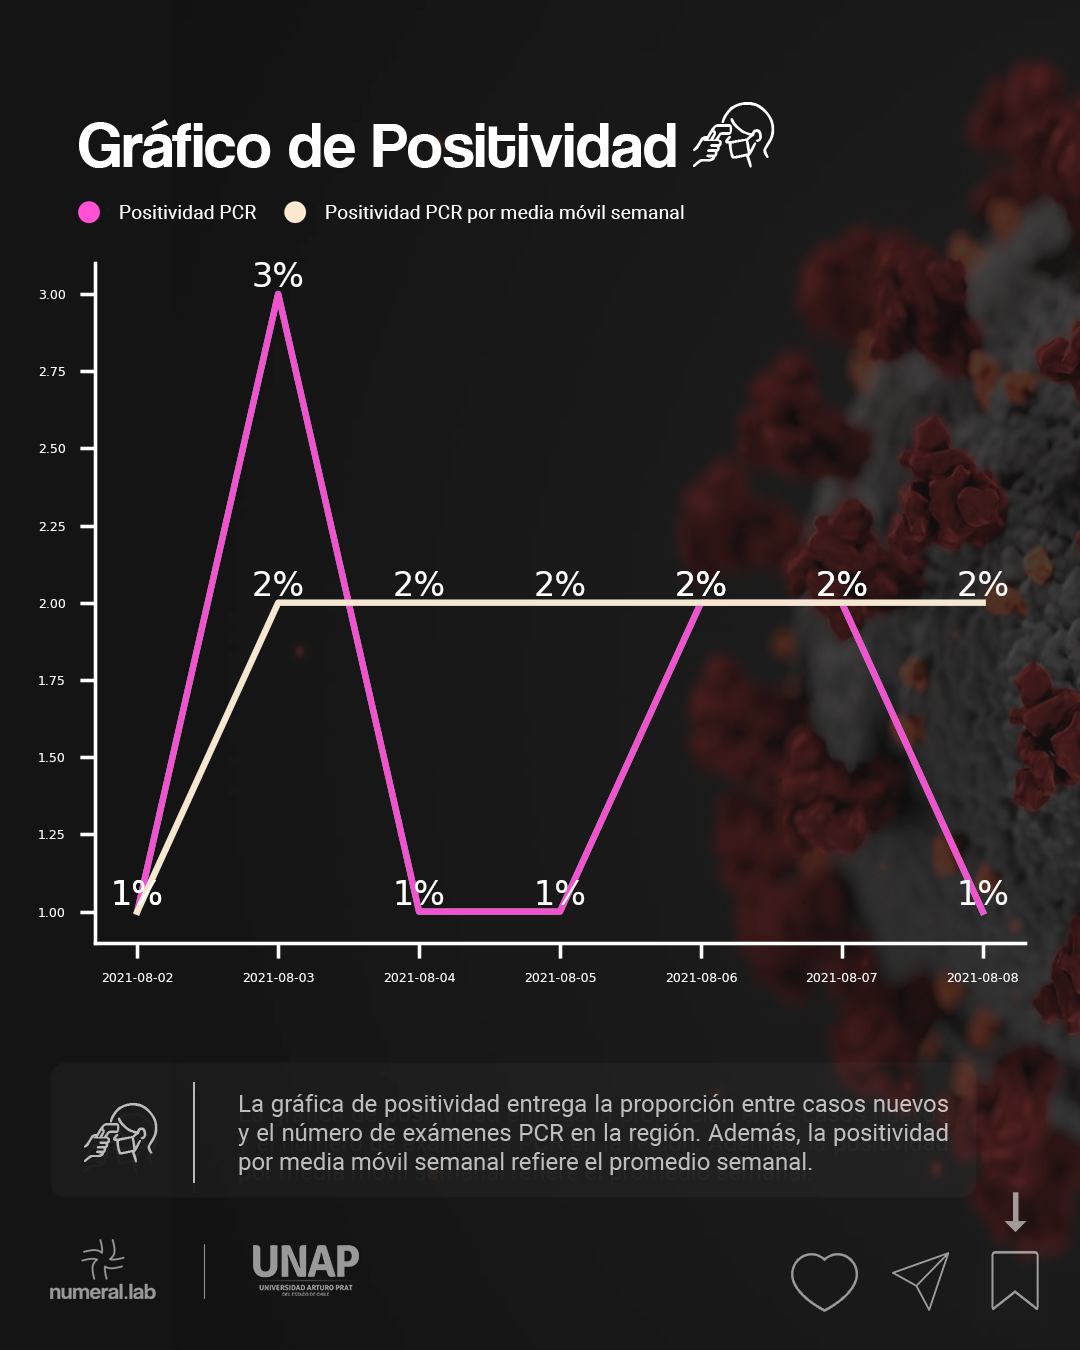 Gráfico de Positividad
Positividad PCR
Positividad PCR por media móvil semanal
3%
3.00
2.75
2.50
2.25
2% 2% 2% 2% 2% 2%
2.00
1.75
1.50
1.25
1% 1% 1% 1%
1.00
2021-08-02 2021-08-03 2021-08-04 2021-08-05 2021-08-06 2021-08-07 2021-08-08
La gráfica de positividad entrega la proporción entre casos nuevos
y el número de exámenes PCR en la región. Además, la positividad
por media móvil semanal refiere el promedio semanal.
numeral.lab
UNAP
UNIVERSIDAD ARTURO PRAT
DEL ESTADO DE CHILE